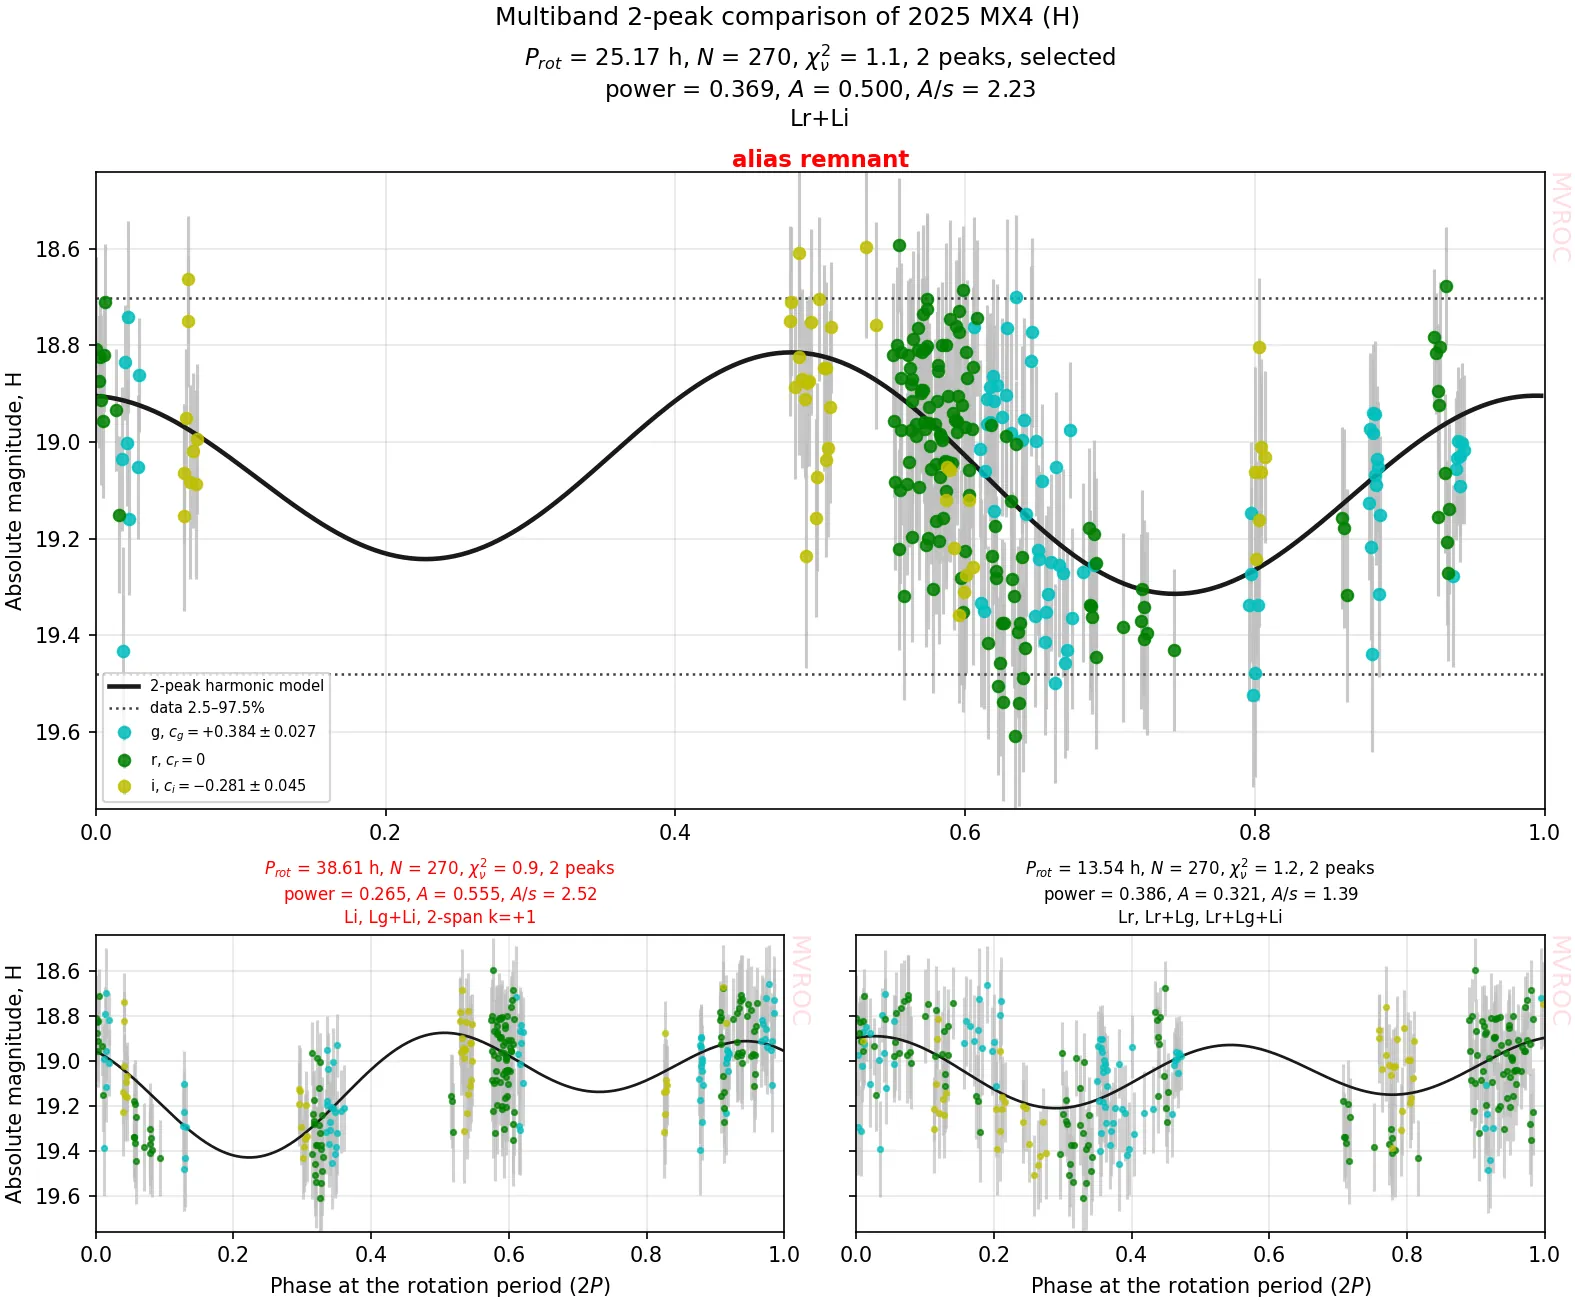 Multiband 2-peak comparison of 2025 MX4 (H)
P_rot = 25.17 h, N = 270, χ²_ν = 1.1, 2 peaks, selected
power = 0.369, A = 0.500, A/s = 2.23
Lr+Li
alias remnant
MVROC
Absolute magnitude, H
18.6
18.8
19.0
19.2
19.4
19.6
2-peak harmonic model
data 2.5–97.5%
g, c_g = +0.384 ± 0.027
r, c_r = 0
i, c_i = −0.281 ± 0.045
0.0 0.2 0.4 0.6 0.8 1.0
P_rot = 38.61 h, N = 270, χ²_ν = 0.9, 2 peaks
power = 0.265, A = 0.555, A/s = 2.52
Li, Lg+Li, 2-span k=+1
MVROC
Absolute magnitude, H
18.6
18.8
19.0
19.2
19.4
19.6
0.0 0.2 0.4 0.6 0.8 1.0
Phase at the rotation period (2P)
P_rot = 13.54 h, N = 270, χ²_ν = 1.2, 2 peaks
power = 0.386, A = 0.321, A/s = 1.39
Lr, Lr+Lg, Lr+Lg+Li
MVROC
0.0 0.2 0.4 0.6 0.8 1.0
Phase at the rotation period (2P)